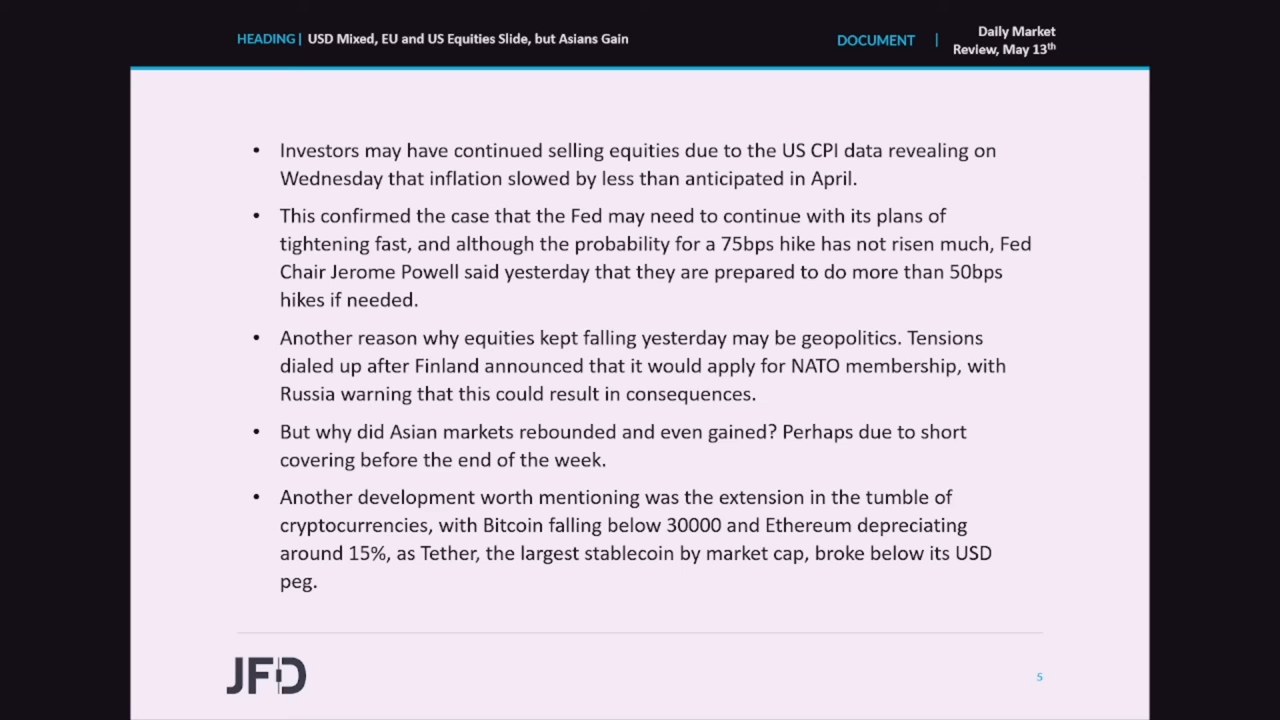 HEADING | USD Mixed, EU and US Equities Slide, but Asians Gain
DOCUMENT | Daily Market
Review, May 13th
• Investors may have continued selling equities due to the US CPI data revealing on
Wednesday that inflation slowed by less than anticipated in April.
• This confirmed the case that the Fed may need to continue with its plans of
tightening fast, and although the probability for a 75bps hike has not risen much, Fed
Chair Jerome Powell said yesterday that they are prepared to do more than 50bps
hikes if needed.
• Another reason why equities kept falling yesterday may be geopolitics. Tensions
dialed up after Finland announced that it would apply for NATO membership, with
Russia warning that this could result in consequences.
• But why did Asian markets rebounded and even gained? Perhaps due to short
covering before the end of the week.
• Another development worth mentioning was the extension in the tumble of
cryptocurrencies, with Bitcoin falling below 30000 and Ethereum depreciating
around 15%, as Tether, the largest stablecoin by market cap, broke below its USD
peg.
JFD
5